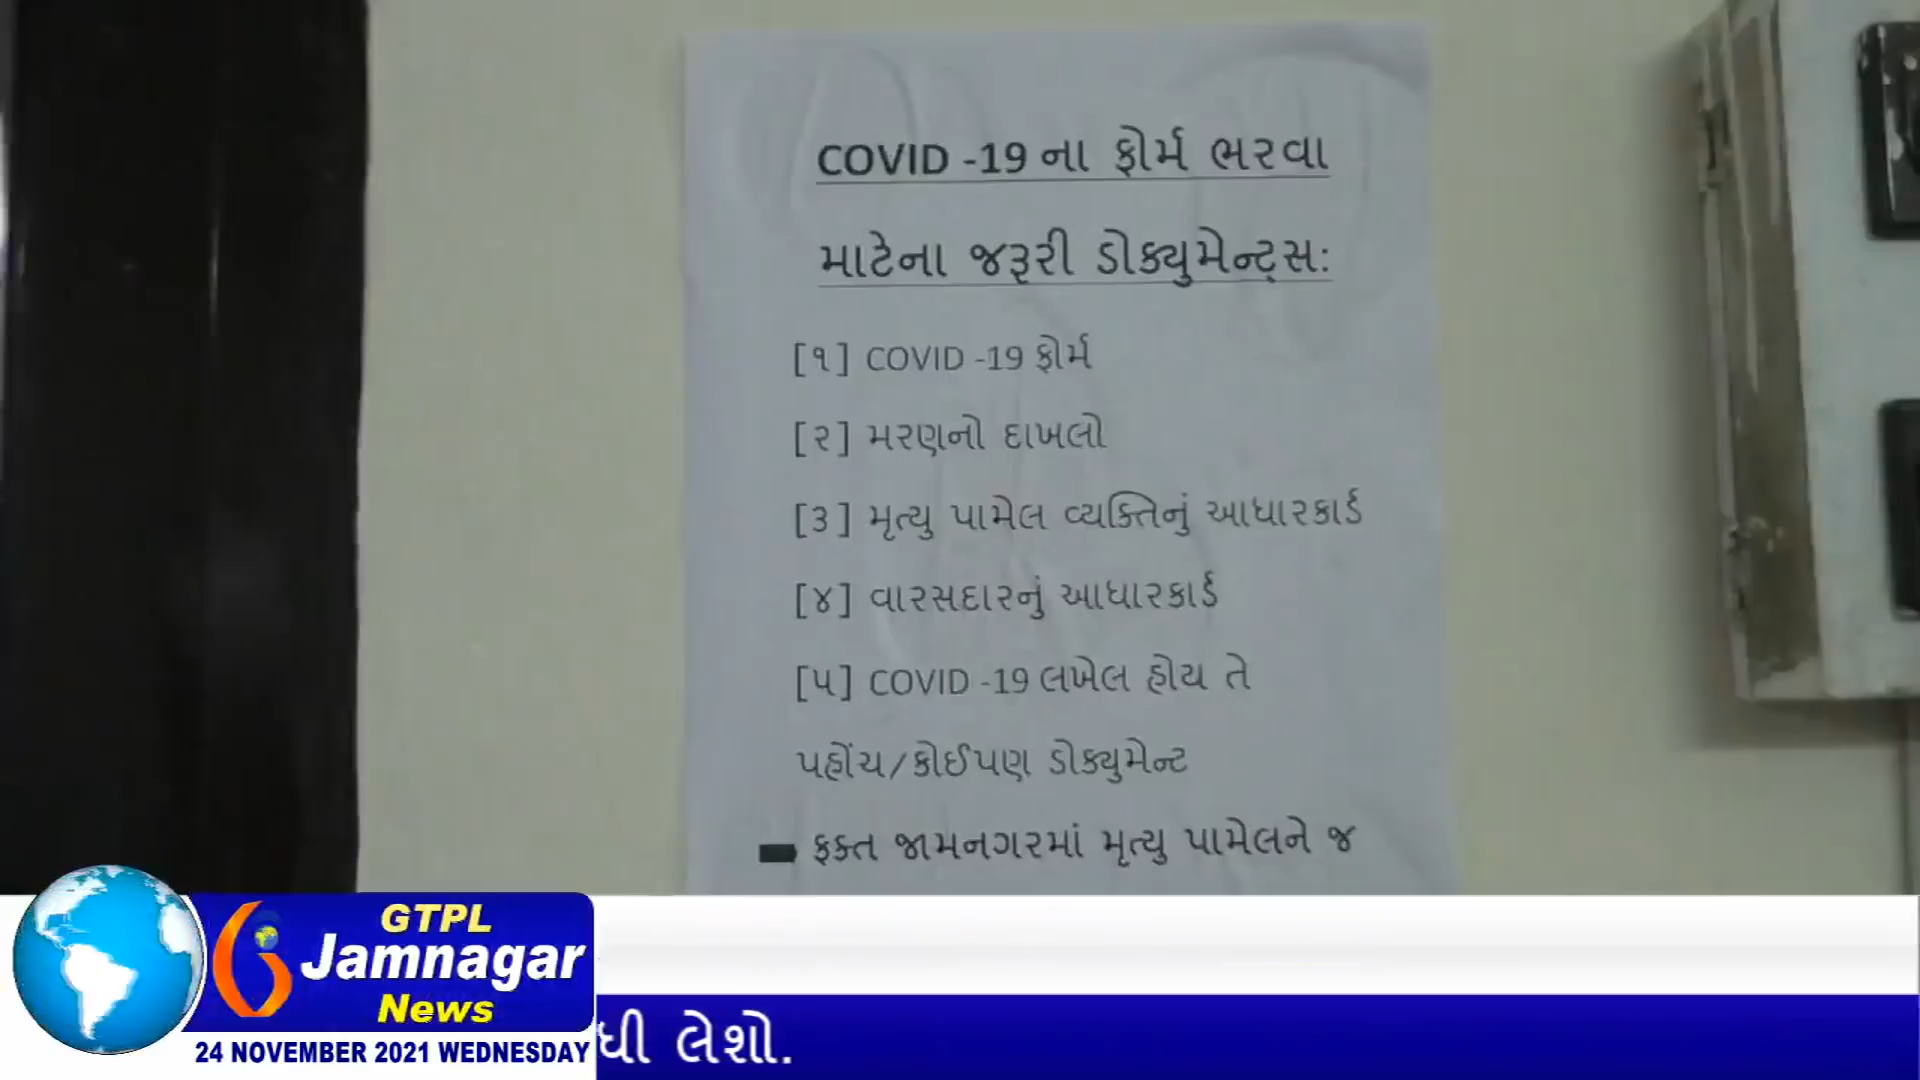 COVID -19 ના ફોર્મ ભરવા
માટેના જરૂરી ડોક્યુમેન્ટ્સ:
[૧] COVID -19 ફોર્મ
[૨] મરણનો દાખલો
[૩] મૃત્યુ પામેલ વ્યક્તિનું આધારકાર્ડ
[૪] વારસદારનું આધારકાર્ડ
[૫] COVID -19 લખેલ હોય તે
પહોંચ/કોઈપણ ડોક્યુમેન્ટ
ફક્ત જામનગરમાં મૃત્યુ પામેલને જ
GTPL
Jamnagar
News
24 NOVEMBER 2021 WEDNESDAY
ધી લેશો.